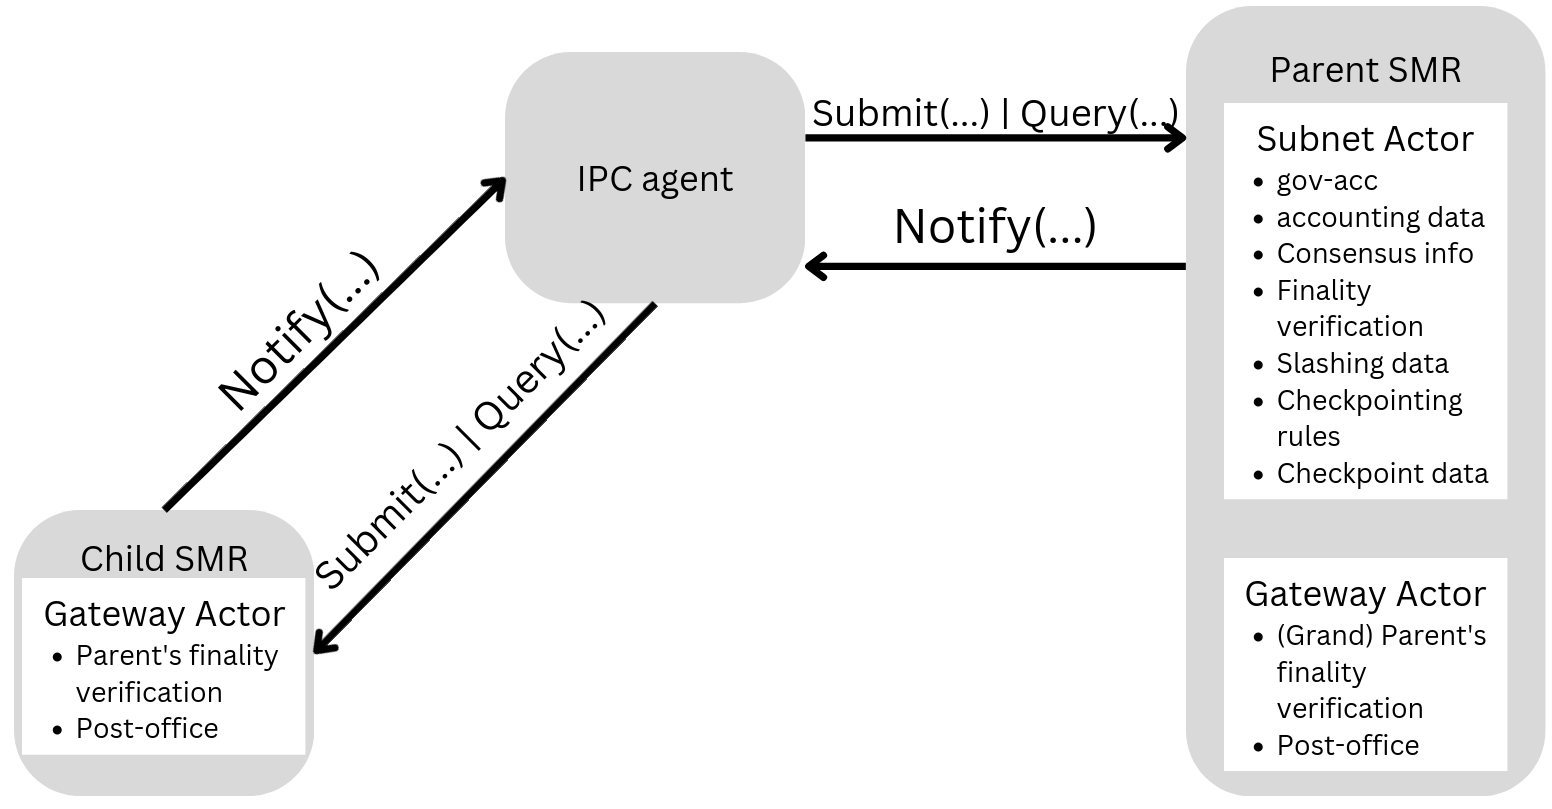 Parent SMR
Subnet Actor
• gov-acc
• accounting data
• Consensus info
• Finality
verification
• Slashing data
• Checkpointing
rules
• Checkpoint data
Gateway Actor
• (Grand) Parent's
finality
verification
• Post-office
Submit(...) | Query(...)
Notify(...)
IPC agent
Notify(...)
Submit(...) | Query(...)
Child SMR
Gateway Actor
• Parent's finality
verification
• Post-office